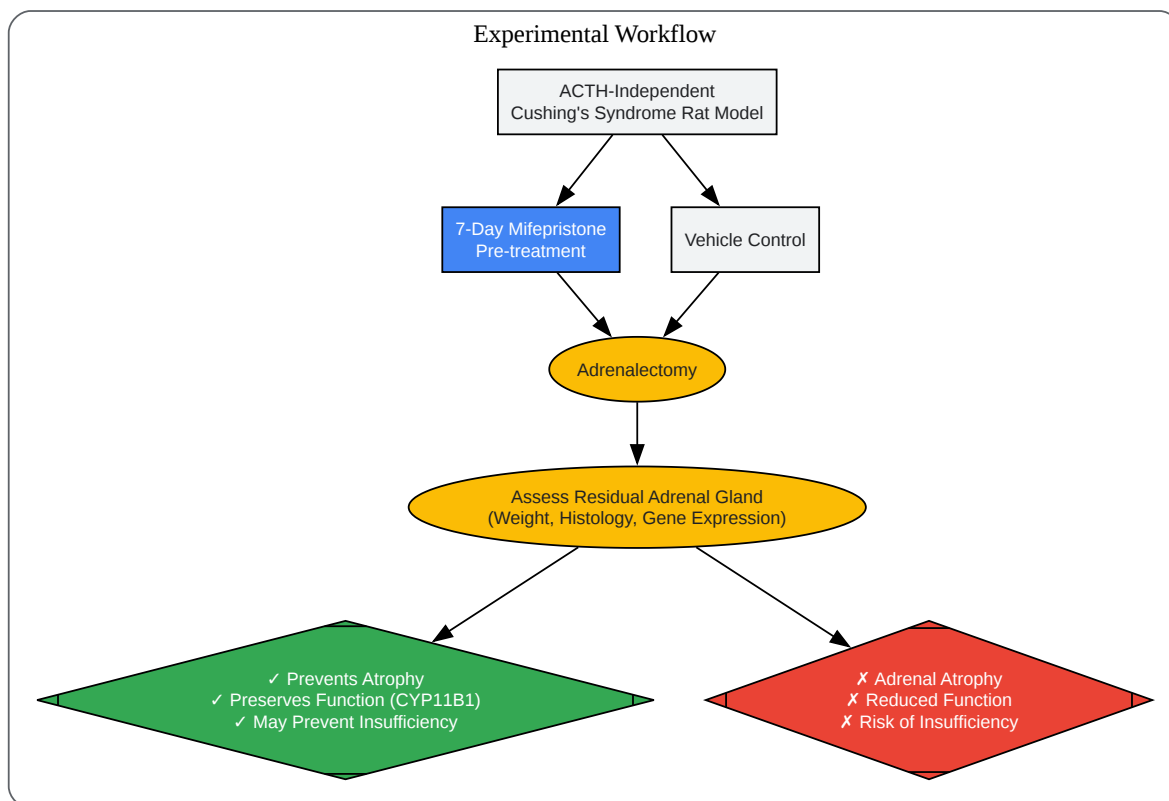 Experimental Workflow
ACTH-Independent
Cushing's Syndrome Rat Model
7-Day Mifepristone
Pre-treatment
Vehicle Control
Adrenalectomy
Assess Residual Adrenal Gland
(Weight, Histology, Gene Expression)
✓ Prevents Atrophy
✓ Preserves Function (CYP11B1)
✓ May Prevent Insufficiency
✗ Adrenal Atrophy
✗ Reduced Function
✗ Risk of Insufficiency